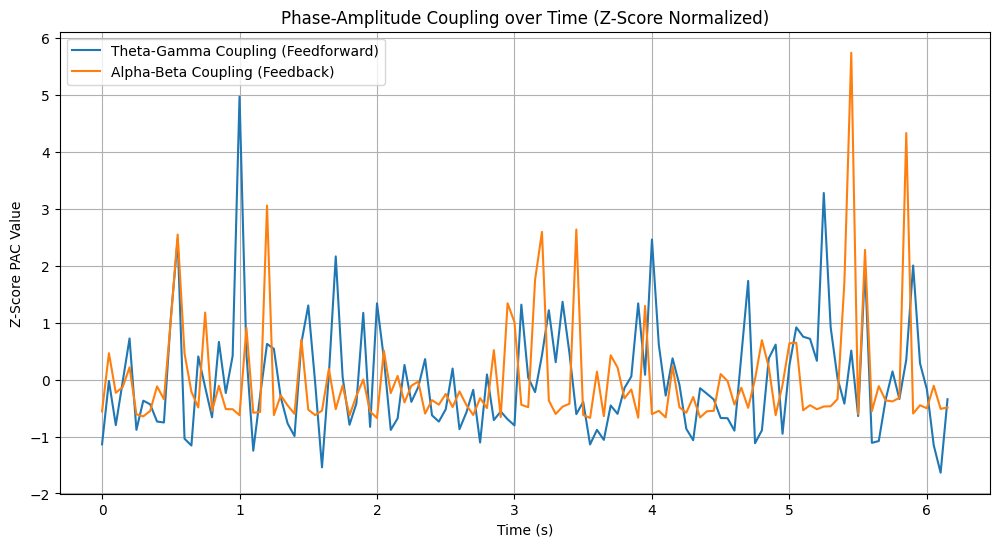 Phase-Amplitude Coupling over Time (Z-Score Normalized)
Theta-Gamma Coupling (Feedforward)
Alpha-Beta Coupling (Feedback)
Z-Score PAC Value
6
5
4
3
2
1
0
−1
−2
0 1 2 3 4 5 6
Time (s)